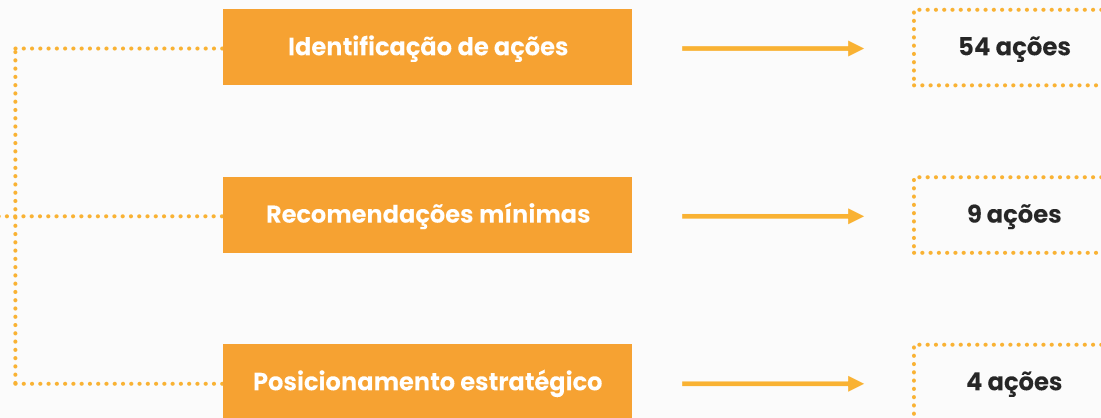 Identificação de ações
54 ações
Recomendações mínimas
9 ações
Posicionamento estratégico
4 ações